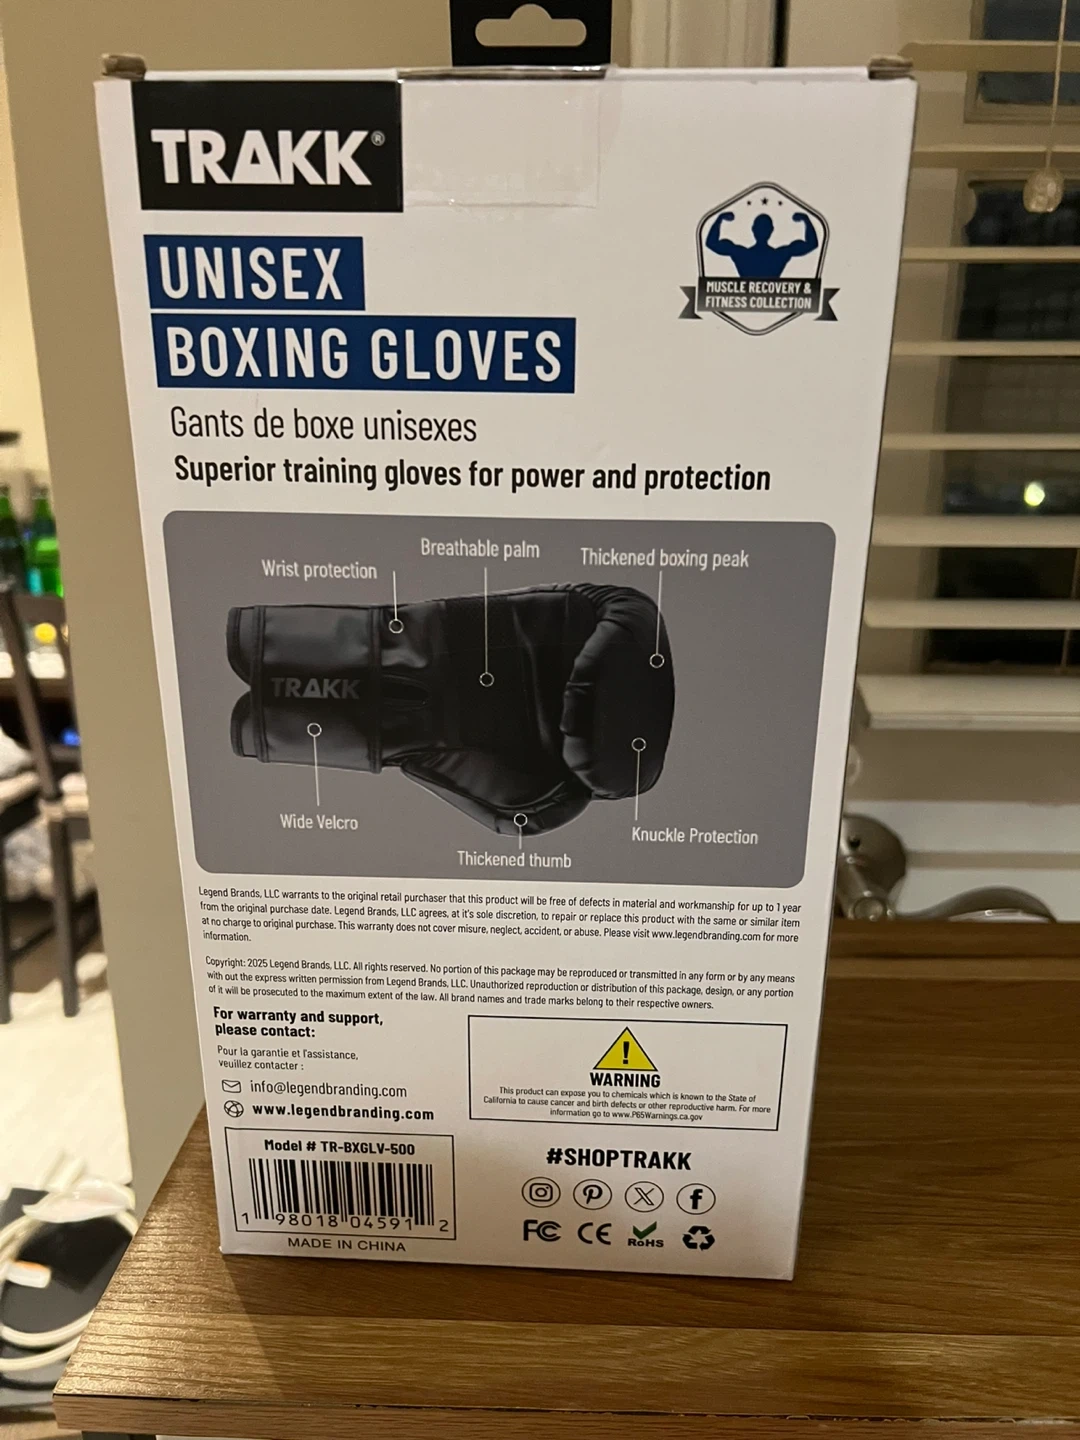 TRAKK®
MUSCLE RECOVERY &
FITNESS COLLECTION
UNISEX
BOXING GLOVES
Gants de boxe unisexes
Superior training gloves for power and protection
Wrist protection
Breathable palm
Thickened boxing peak
TRAKK
Wide Velcro
Thickened thumb
Knuckle Protection
Legend Brands, LLC warrants to the original retail purchaser that this product will be free of defects in material and workmanship for up to 1 year
from the original purchase date. Legend Brands, LLC agrees, at it's sole discretion, to repair or replace this product with the same or similar item
at no charge to original purchase. This warranty does not cover misure, neglect, accident, or abuse. Please visit www.legendbranding.com for more
information.
Copyright: 2025 Legend Brands, LLC. All rights reserved. No portion of this package may be reproduced or transmitted in any form or by any means
with out the express written permission from Legend Brands, LLC. Unauthorized reproduction or distribution of this package, design, or any portion
of it will be prosecuted to the maximum extent of the law. All brand names and trade marks belong to their respective owners.
For warranty and support,
please contact:
Pour la garantie et l'assistance,
veuillez contacter :
info@legendbranding.com
www.legendbranding.com
!
WARNING
This product can expose you to chemicals which is known to the State of
California to cause cancer and birth defects or other reproductive harm. For more
information go to www.P65Warnings.ca.gov
Model # TR-BXGLV-500
1 98018 04591 2
MADE IN CHINA
#SHOPTRAKK
FC CE RoHS